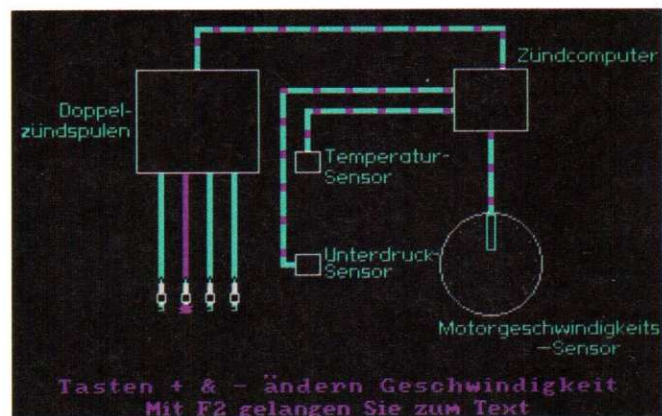 Zündcomputer
Doppel-
zündspulen
Temperatur-
Sensor
Unterdruck-
Sensor
Motorgeschwindigkeits
-Sensor
Tasten + & - ändern Geschwindigkeit
Mit F2 gelangen Sie zum Text